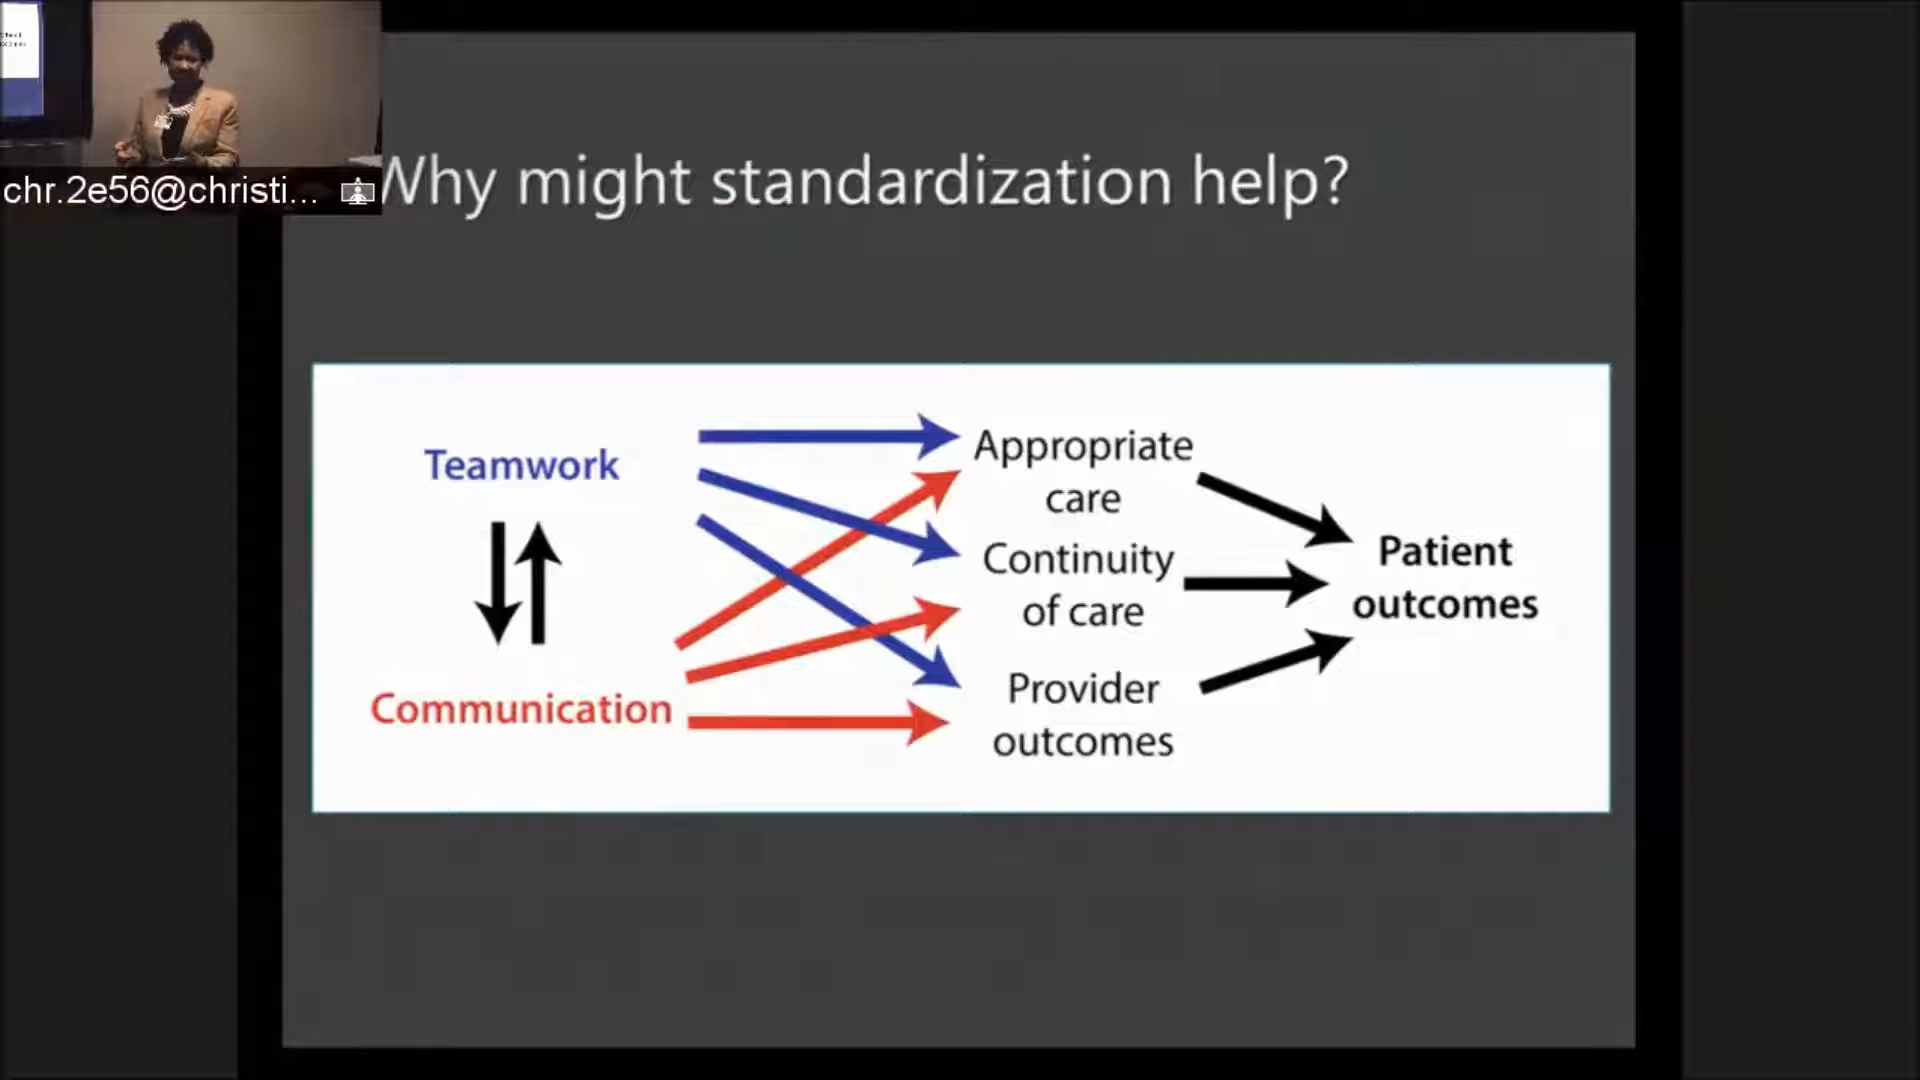 chr.2e56@christi...
Why might standardization help?
Teamwork
Communication
Appropriate
care
Continuity
of care
Provider
outcomes
Patient
outcomes